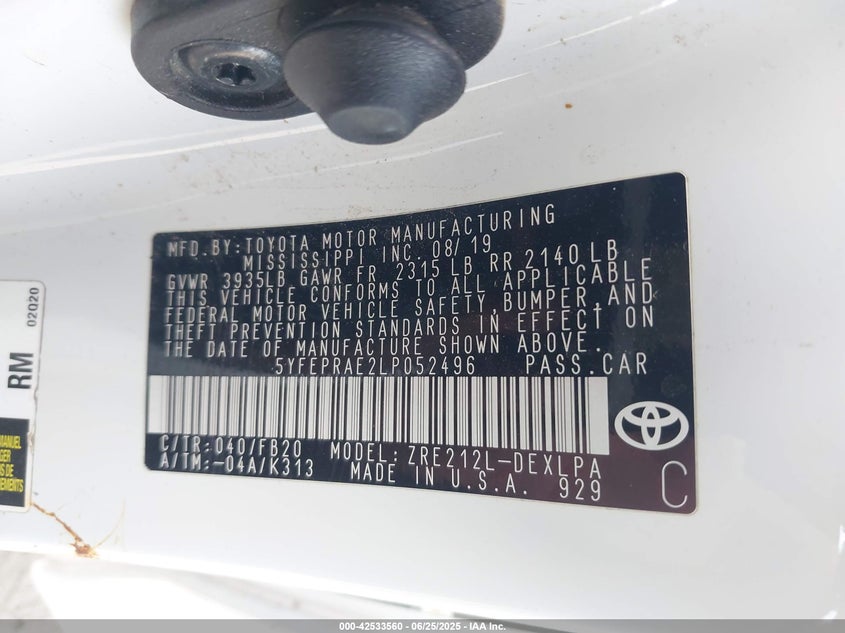 MFD.BY:TOYOTA MOTOR MANUFACTURING
MISSISSIPPI INC. 08/19
GVWR 3935LB GAWR FR 2315LB RR 2140LB
THIS VEHICLE CONFORMS TO ALL APPLICABLE
FEDERAL MOTOR VEHICLE SAFETY,BUMPER,AND
THEFT PREVENTION STANDARDS IN EFFECT ON
THE DATE OF MANUFACTURE SHOWN ABOVE.
5YFEPRAE2LP052496 PASS.CAR
C/TR:040/FB20 MODEL:ZRE212L-DEXLPA
A/TM:-04A/K313 MADE IN U.S.A. 929
C
RM
02020
MANUEL
000-42533560 - 06/25/2025 - IAA Inc.